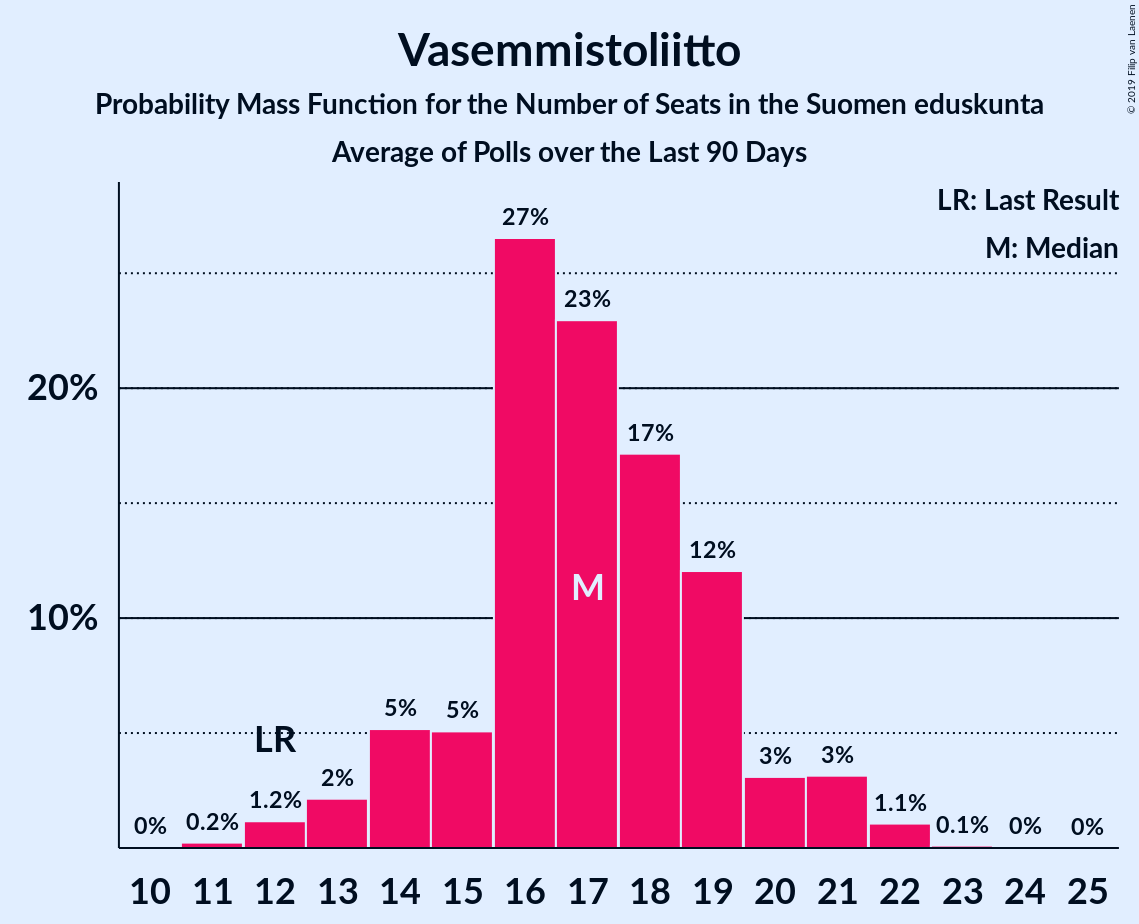 Vasemmistoliitto
Probability Mass Function for the Number of Seats in the Suomen eduskunta
Average of Polls over the Last 90 Days
© 2019 Filip van Laenen
LR: Last Result
M: Median
27%
23%
20%
17%
12%
M
10%
5%
5%
LR
3%
3%
2%
1.2%
1.1%
0%
0.2%
0.1%
0%
0%
10 11 12 13 14 15 16 17 18 19 20 21 22 23 24 25